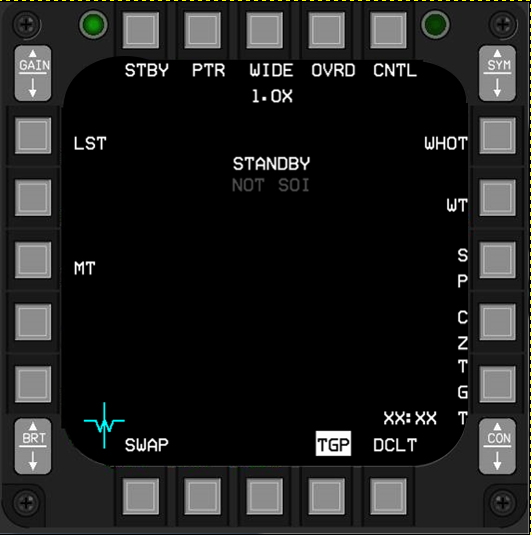 GAIN
SYM
STBY PTR WIDE OVRD CNTL
1.0X
LST
WHOT
STANDBY
NOT SOI
WT
MT
S
P
C
Z
T
G
T
XX:XX
BRT
CON
SWAP TGP DCLT